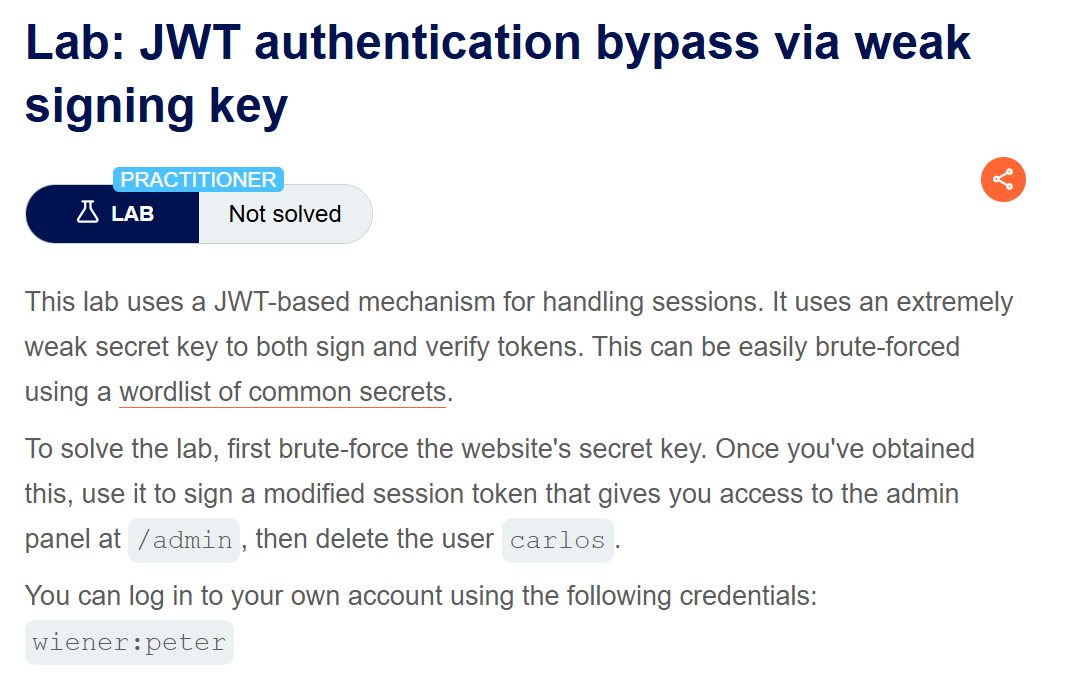 Lab: JWT authentication bypass via weak
signing key
PRACTITIONER
LAB
Not solved
This lab uses a JWT-based mechanism for handling sessions. It uses an extremely
weak secret key to both sign and verify tokens. This can be easily brute-forced
using a wordlist of common secrets.
To solve the lab, first brute-force the website's secret key. Once you've obtained
this, use it to sign a modified session token that gives you access to the admin
panel at /admin, then delete the user carlos.
You can log in to your own account using the following credentials:
wiener:peter